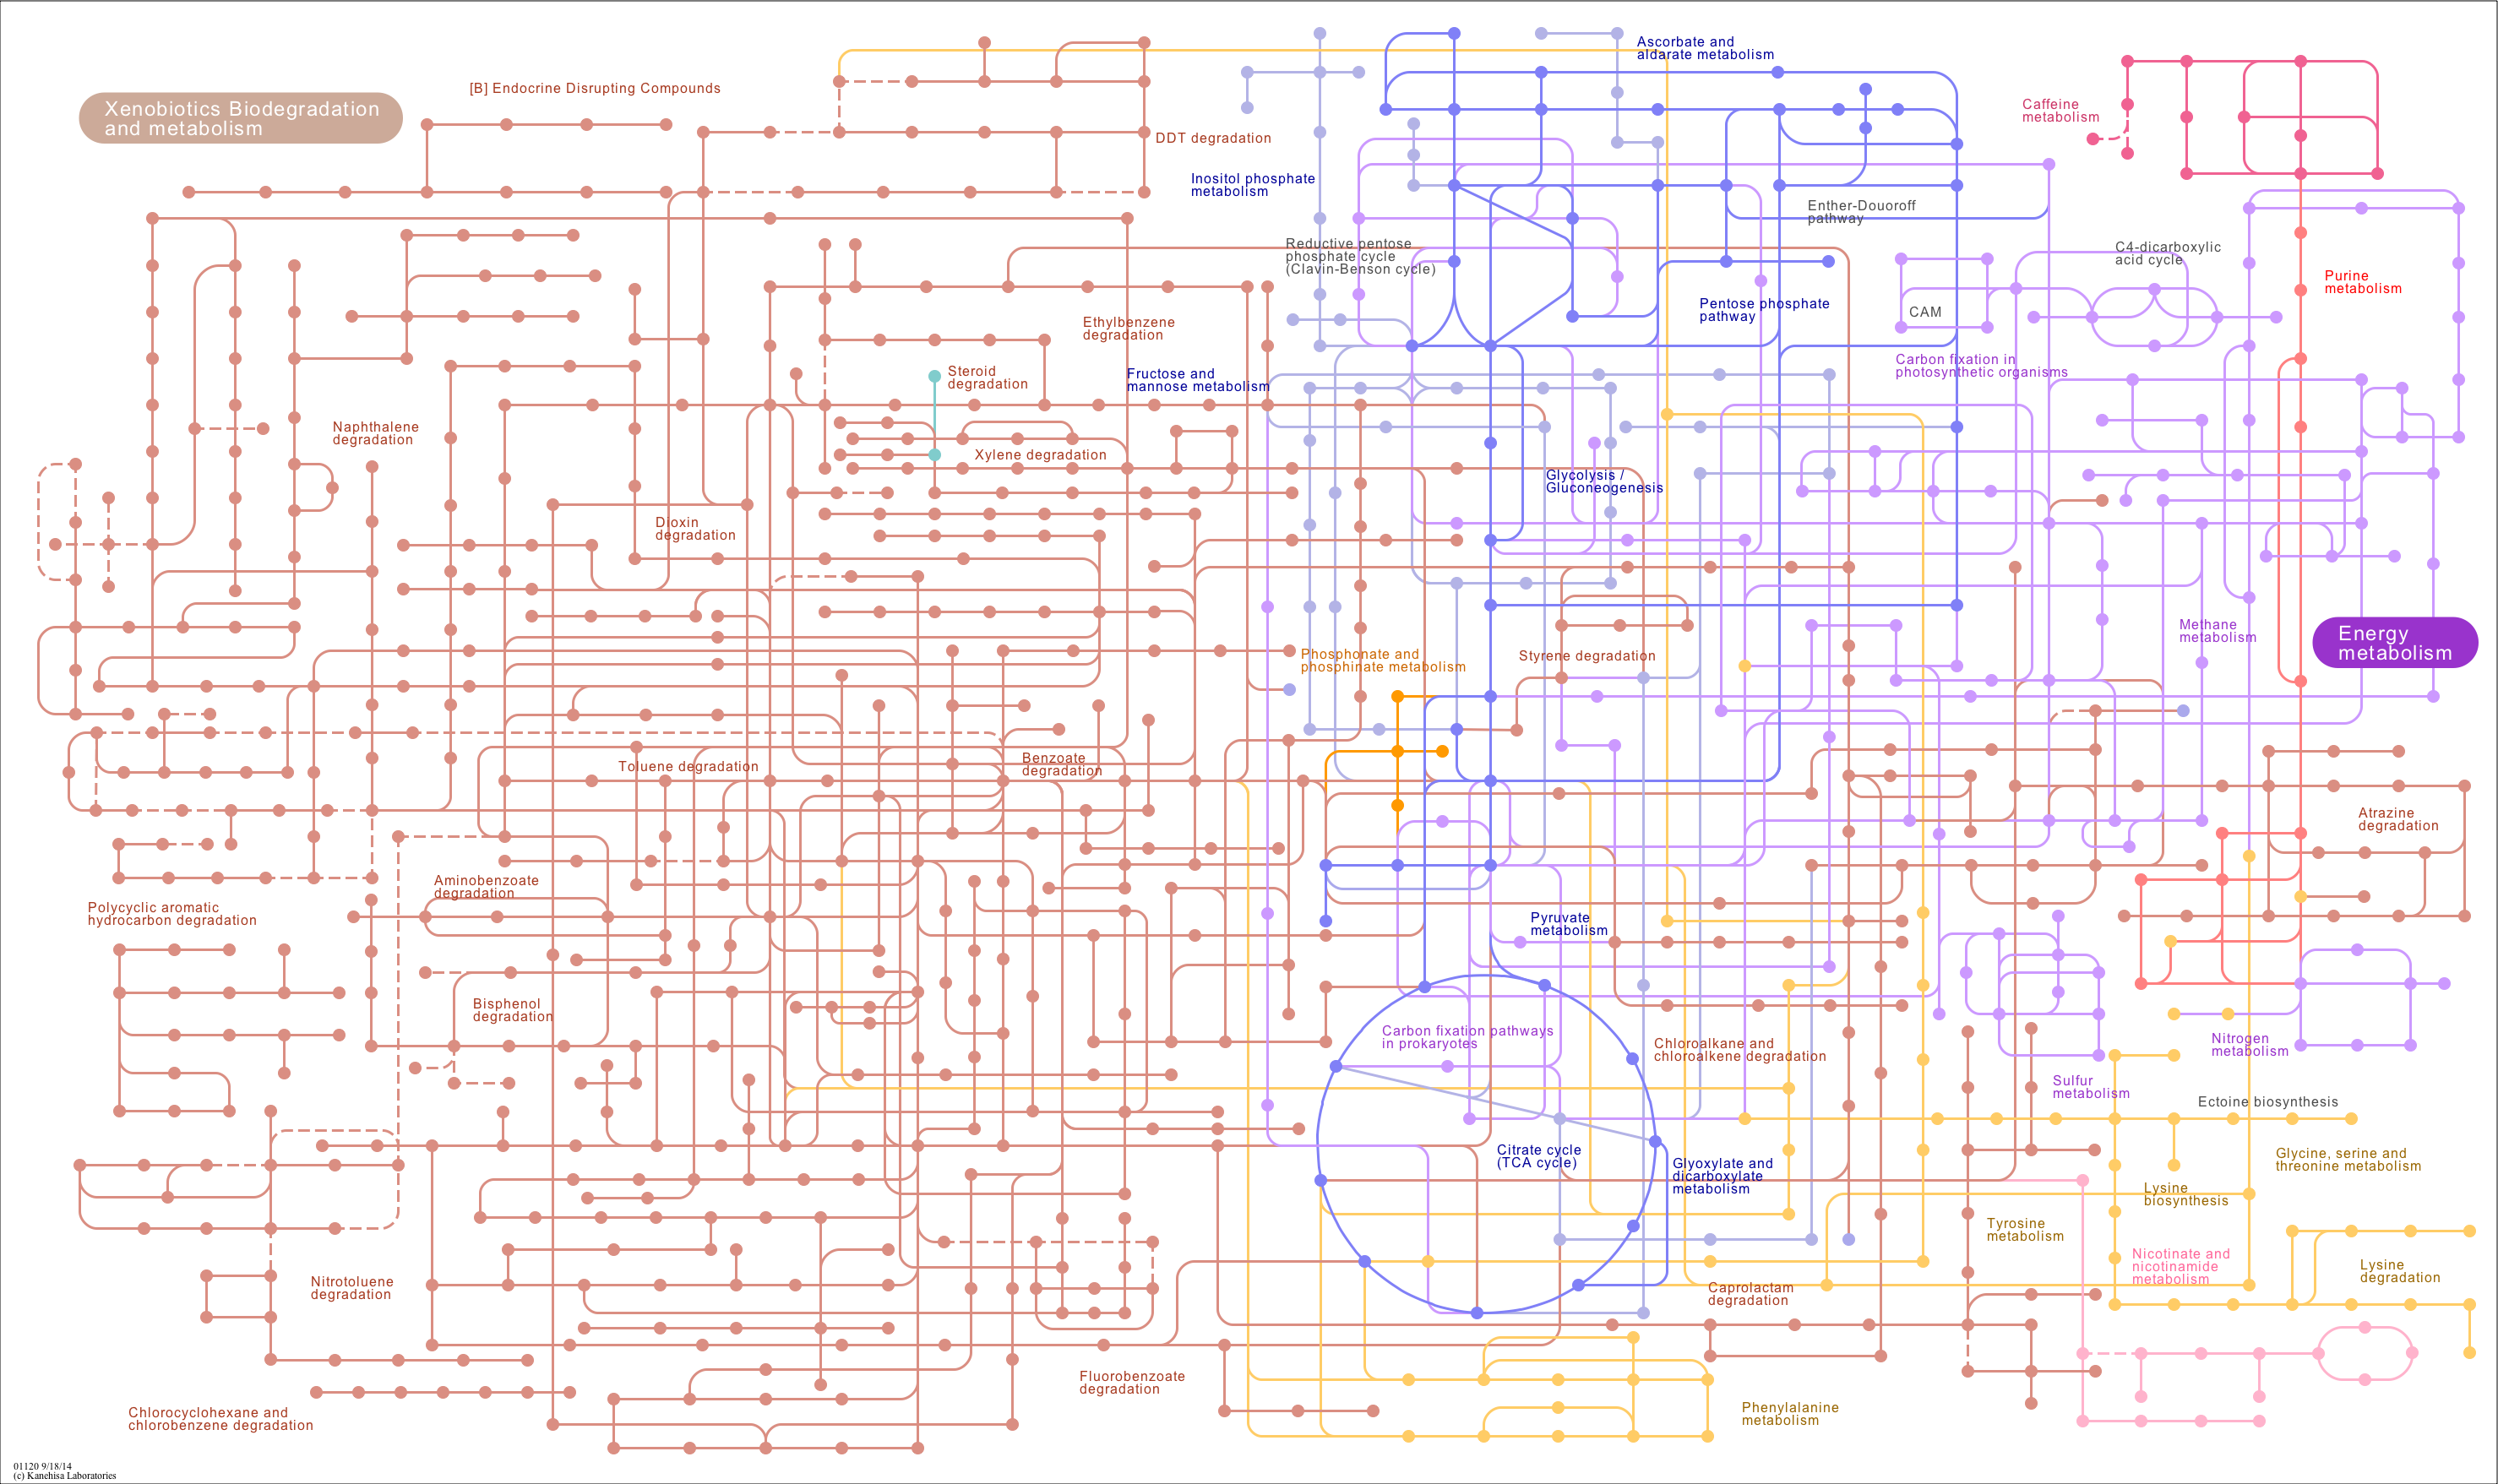 Ascorbate and
aldarate metabolism
[B] Endocrine Disrupting Compounds
Xenobiotics Biodegradation
and metabolism
Caffeine
metabolism
DDT degradation
Inositol phosphate
metabolism
Enther-Douoroff
pathway
Reductive pentose
phosphate cycle
(Clavin-Benson cycle)
C4-dicarboxylic
acid cycle
Purine
metabolism
Pentose phosphate
pathway
CAM
Ethylbenzene
degradation
Carbon fixation in
photosynthetic organisms
Steroid
degradation
Fructose and
mannose metabolism
Naphthalene
degradation
Xylene degradation
Glycolysis /
Gluconeogenesis
Dioxin
degradation
Methane
metabolism
Energy
metabolism
Phosphonate and
phosphinate metabolism
Styrene degradation
Toluene degradation
Benzoate
degradation
Atrazine
degradation
Aminobenzoate
degradation
Polycyclic aromatic
hydrocarbon degradation
Pyruvate
metabolism
Bisphenol
degradation
Carbon fixation pathways
in prokaryotes
Chloroalkane and
chloroalkene degradation
Nitrogen
metabolism
Sulfur
metabolism
Ectoine biosynthesis
Citrate cycle
(TCA cycle)
Glyoxylate and
dicarboxylate
metabolism
Glycine, serine and
threonine metabolism
Lysine
biosynthesis
Tyrosine
metabolism
Nicotinate and
nicotinamide
metabolism
Lysine
degradation
Nitrotoluene
degradation
Caprolactam
degradation
Fluorobenzoate
degradation
Phenylalanine
metabolism
Chlorocyclohexane and
chlorobenzene degradation
01120 9/18/14
(c) Kanehisa Laboratories